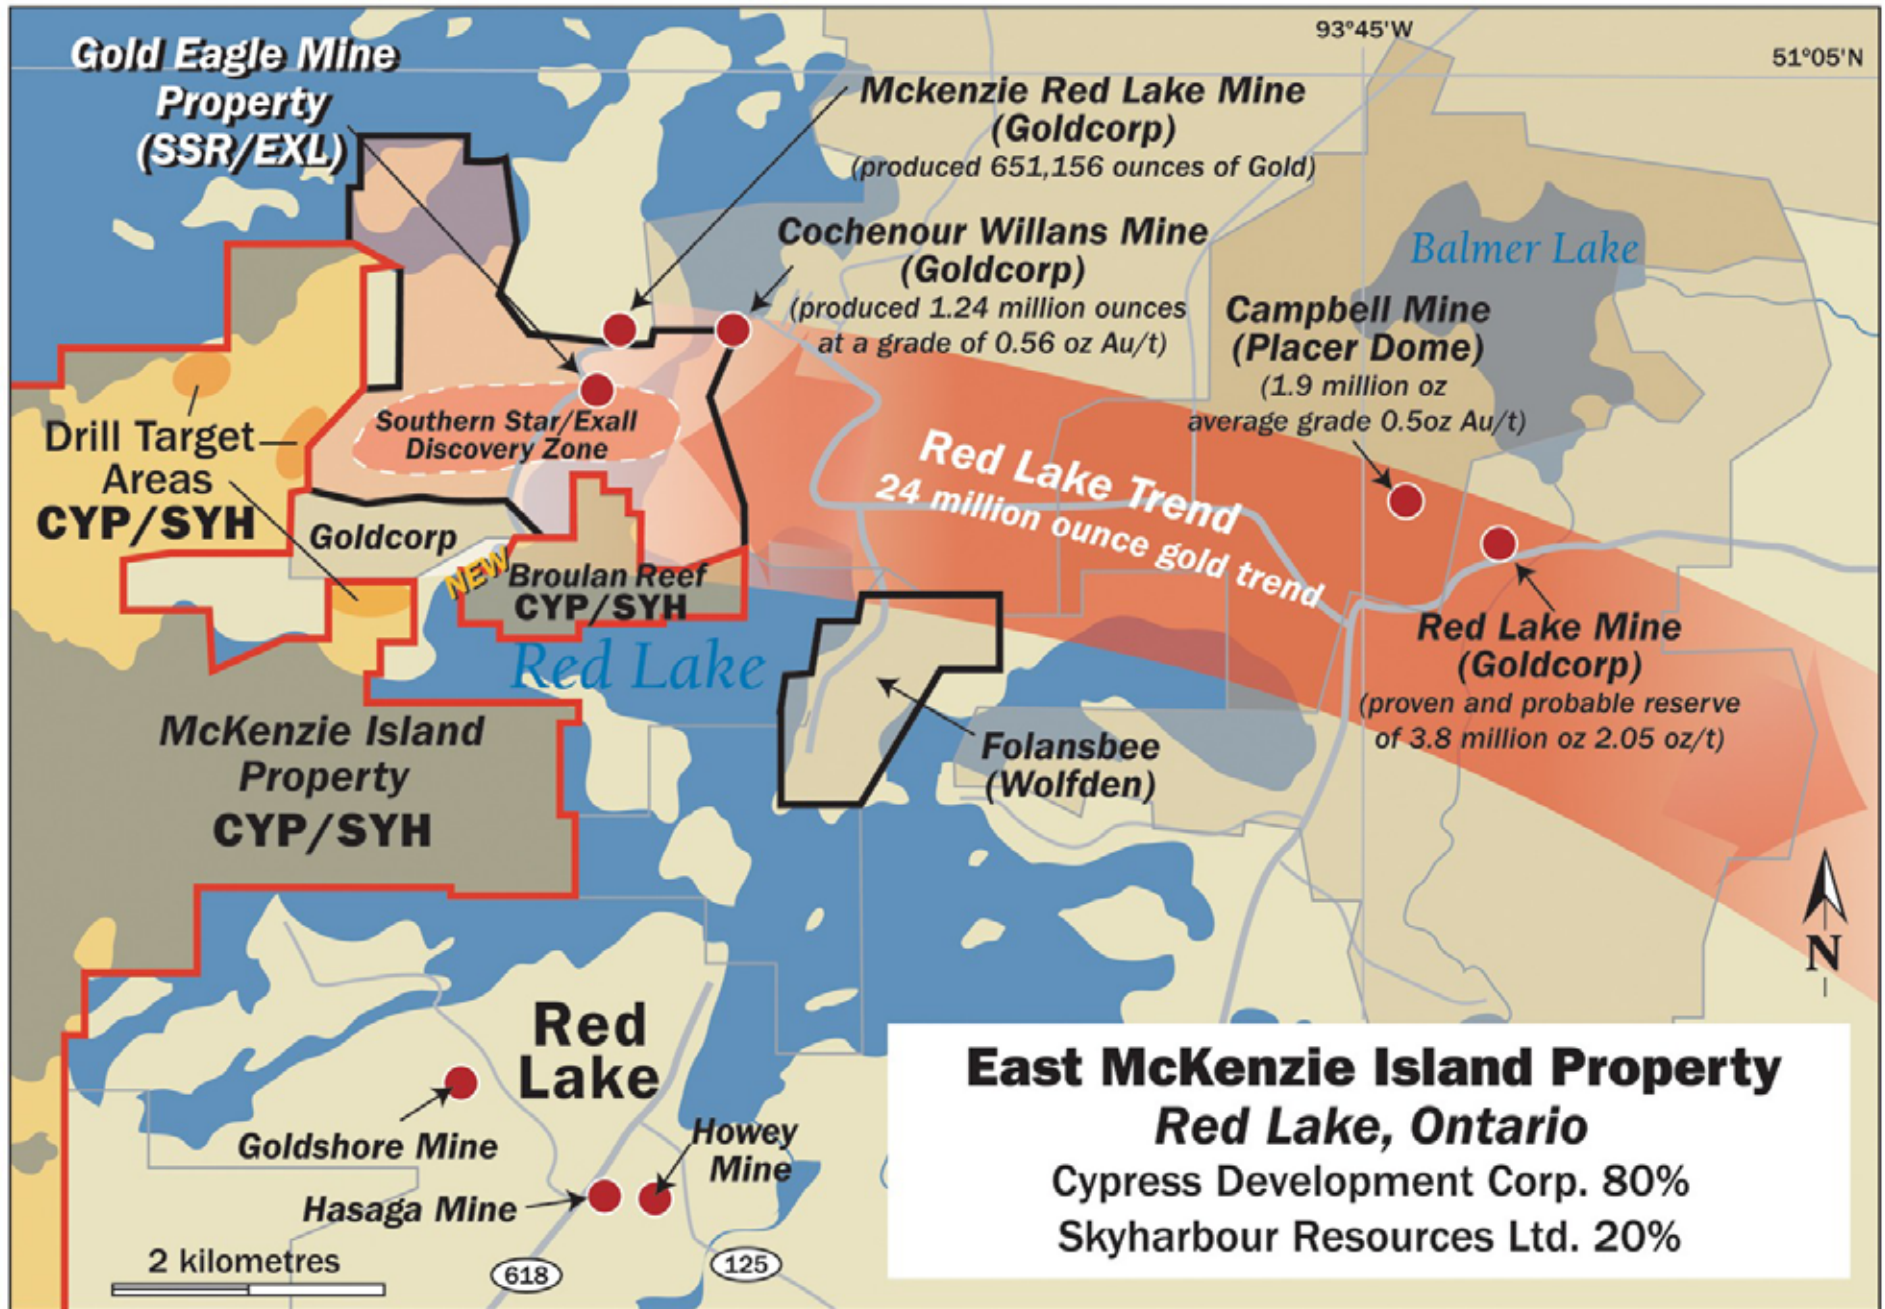 Gold Eagle Mine
Property
(SSR/EXL)
93°45'W
51°05'N
Mckenzie Red Lake Mine
(Goldcorp)
(produced 651,156 ounces of Gold)
Cochenour Willans Mine
(Goldcorp)
(produced 1.24 million ounces
at a grade of 0.56 oz Au/t)
Balmer Lake
Campbell Mine
(Placer Dome)
(1.9 million oz
average grade 0.5oz Au/t)
Southern Star/Exall
Discovery Zone
Drill Target
Areas
CYP/SYH
Red Lake Trend
24 million ounce gold trend
Goldcorp
NEW
Broulan Reef
CYP/SYH
Red Lake
Red Lake Mine
(Goldcorp)
(proven and probable reserve
of 3.8 million oz 2.05 oz/t)
McKenzie Island
Property
CYP/SYH
Folansbee
(Wolfden)
N
Red
Lake
Goldshore Mine
Howey
Mine
Hasaga Mine
2 kilometres
618
125
East McKenzie Island Property
Red Lake, Ontario
Cypress Development Corp. 80%
Skyharbour Resources Ltd. 20%